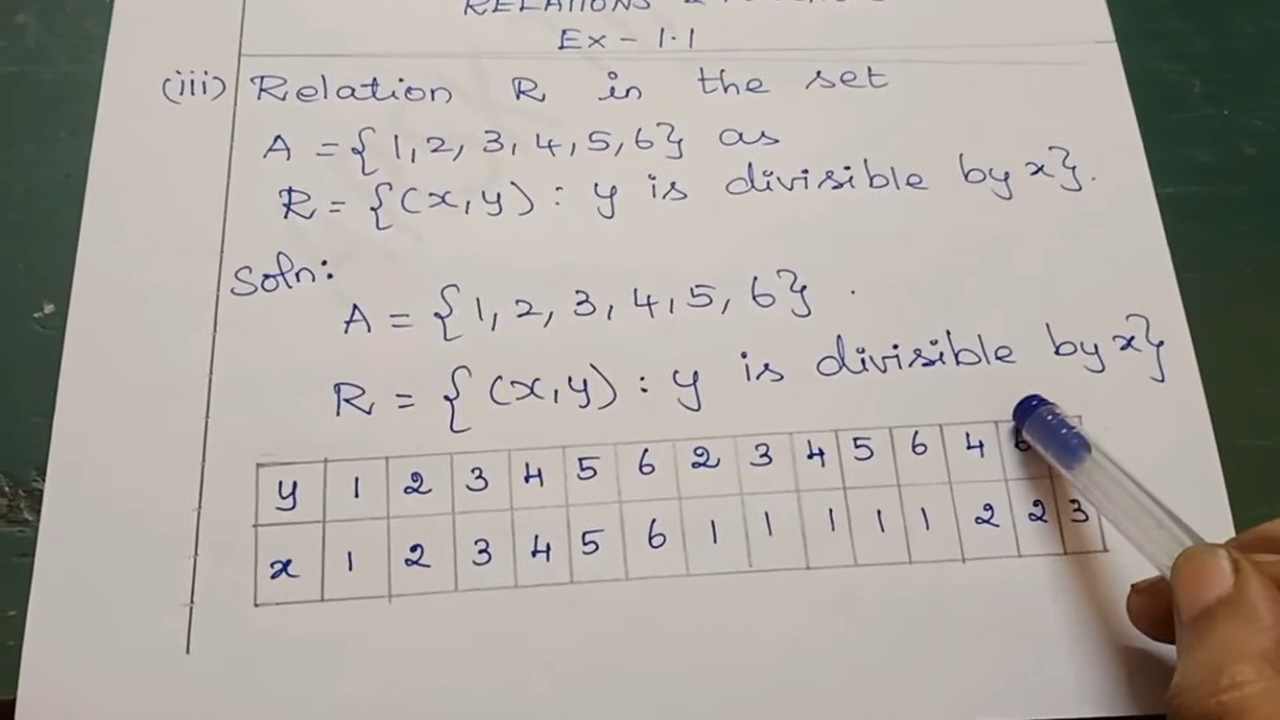 RELATIONS
Ex - 1.1
(iii) Relation R in the set
A = {1, 2, 3, 4, 5, 6} as
R = {(x, y) : y is divisible by x}.
Soln:
A = {1, 2, 3, 4, 5, 6} .
R = { (x, y) : y is divisible by x}
y 1 2 3 4 5 6 2 3 4 5 6 4 6
x 1 2 3 4 5 6 1 1 1 1 1 2 2 3